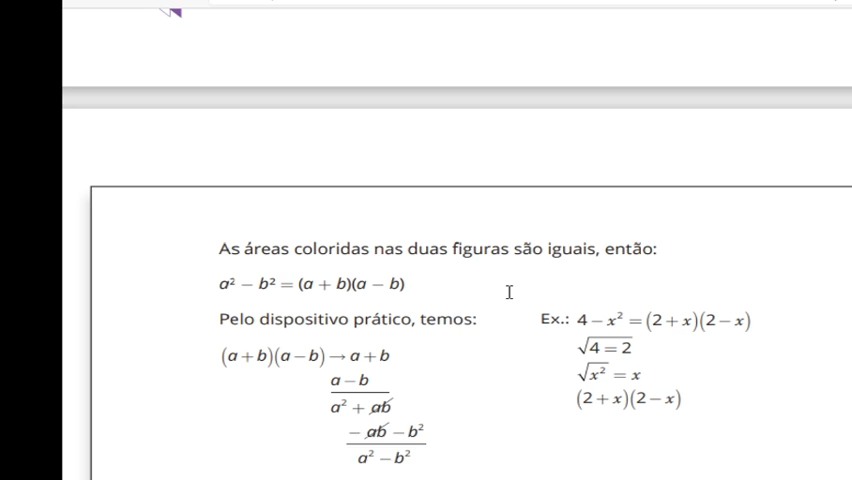 As áreas coloridas nas duas figuras são iguais, então:
a² − b² = (a + b)(a − b)
Pelo dispositivo prático, temos:
(a + b)(a − b) → a + b
a − b
a² + ab
− ab − b²
a² − b²
Ex.: 4 − x² = (2 + x)(2 − x)
√4 = 2
√x² = x
(2 + x)(2 − x)